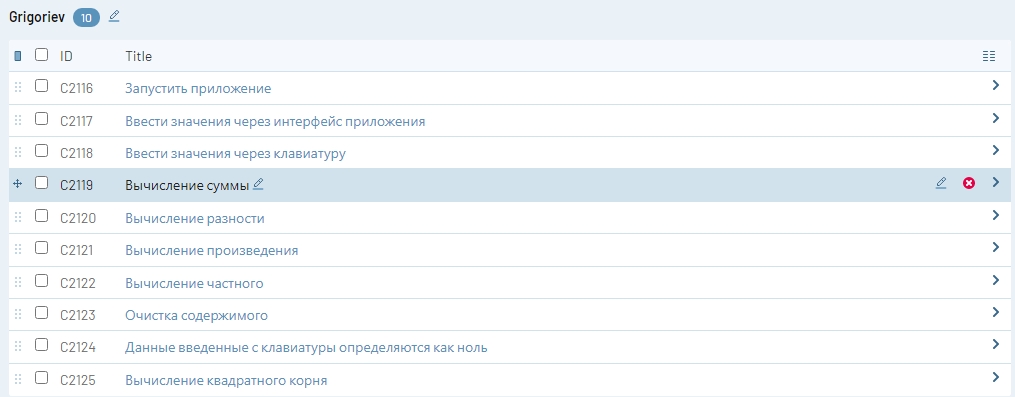 Grigoriev 10
ID Title
C2116 Запустить приложение
C2117 Ввести значения через интерфейс приложения
C2118 Ввести значения через клавиатуру
C2119 Вычисление суммы
C2120 Вычисление разности
C2121 Вычисление произведения
C2122 Вычисление частного
C2123 Очистка содержимого
C2124 Данные введенные с клавиатуры определяются как ноль
C2125 Вычисление квадратного корня